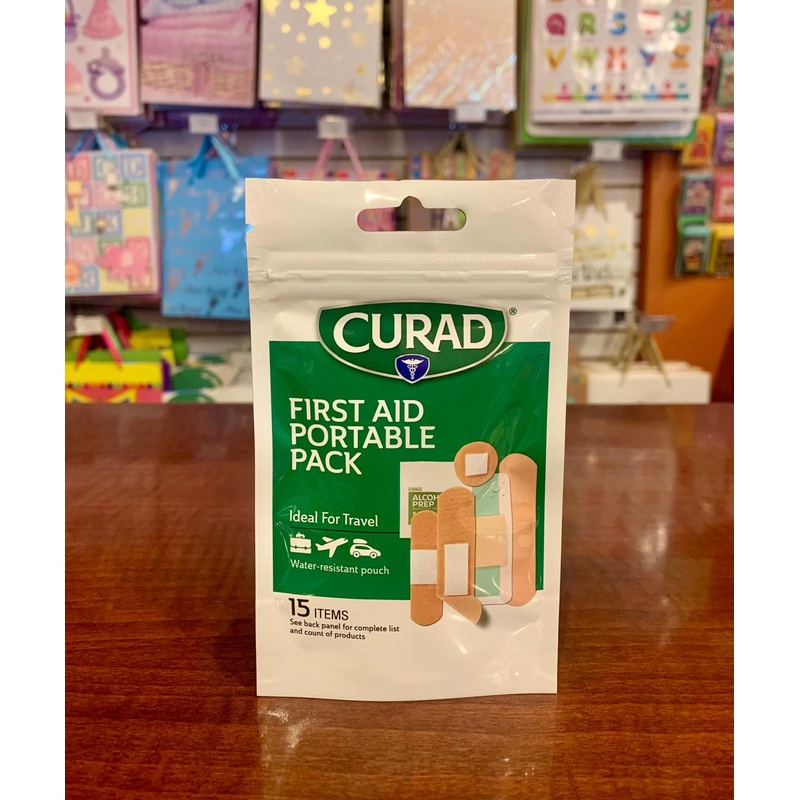 CURAD®
FIRST AID
PORTABLE
PACK
ALCOH
PREP
Ideal For Travel
Water-resistant pouch
15 ITEMS
See back panel for complete list
and count of products